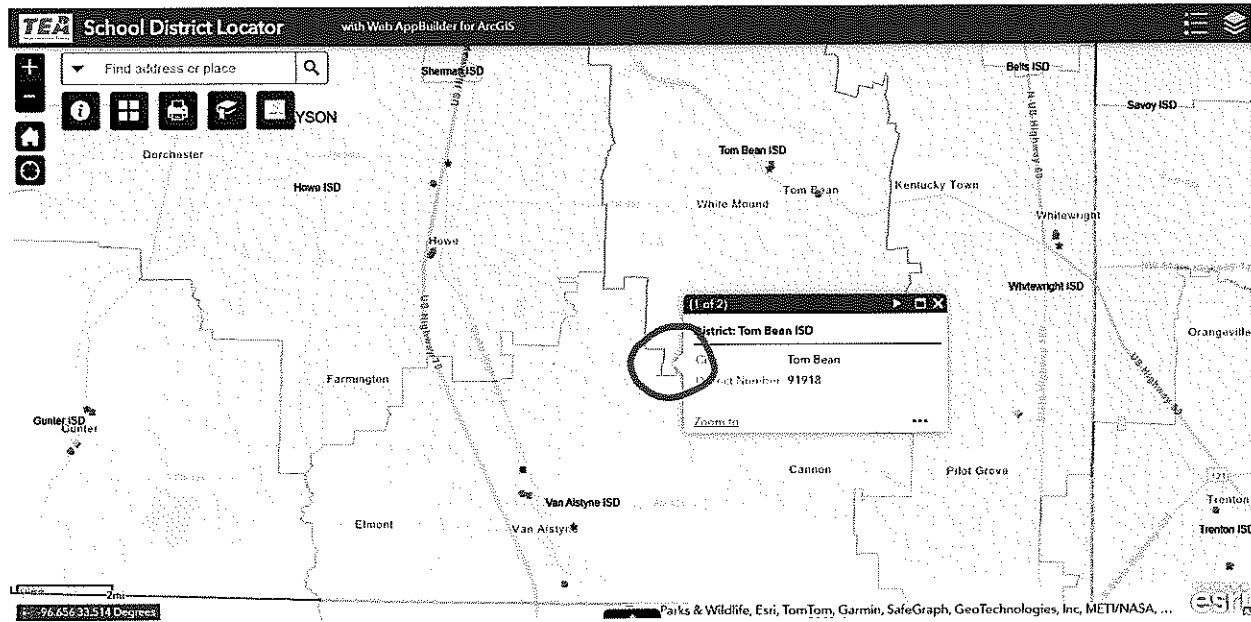 TEA School District Locator with Web AppBuilder for ArcGIS
+
Find address or place
−
Sherman ISD
Bells ISD
Savoy ISD
YSON
Dorchester
Howe ISD
Tom Bean ISD
Tom Bean
Kentucky Town
White Mound
Whitewright
Howe
Whitewright ISD
(1 of 2)
District: Tom Bean ISD
Tom Bean
District Number 91918
Zoom to
Orangeville
Farmington
Gunter ISD
Gunter
Cannon
Pilot Grove
Van Alstyne ISD
Elmont
Van Alstyne
121
Trenton
Trenton ISD
2mi
-96.656 33.514 Degrees
Parks & Wildlife, Esri, TomTom, Garmin, SafeGraph, GeoTechnologies, Inc, METI/NASA, ...
esri